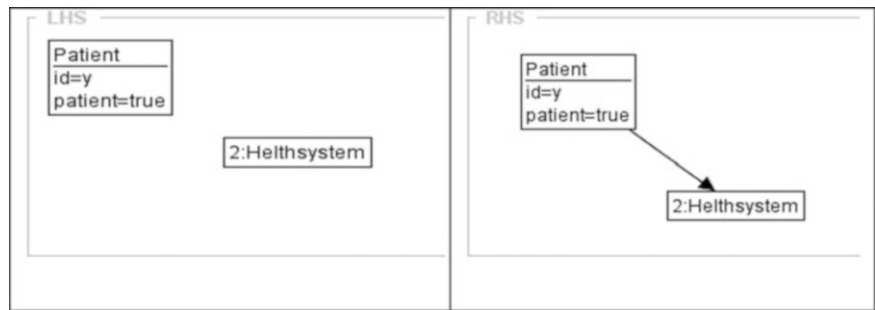 LHS
Patient
id=y
patient=true
2:Helthsystem
RHS
Patient
id=y
patient=true
2:Helthsystem